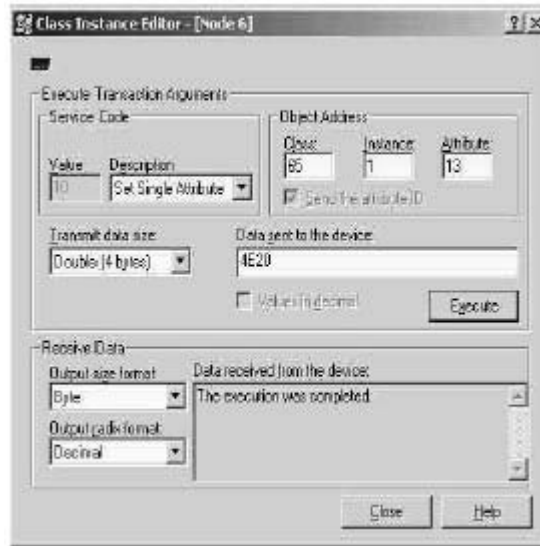 Class Instance Editor - [Node 6]
Execute Transaction Arguments
Service Code
Object Address
Value
Description
Class:
Instance:
Attribute:
10
Set Single Attribute
65
1
13
Send the attribute ID
Transmit data size:
Data sent to the device:
Double (4 bytes)
4E20
Values in decimal
Execute
Receive Data
Output size format:
Data received from the device:
Byte
The execution was completed.
Output radix format:
Decimal
Close
Help